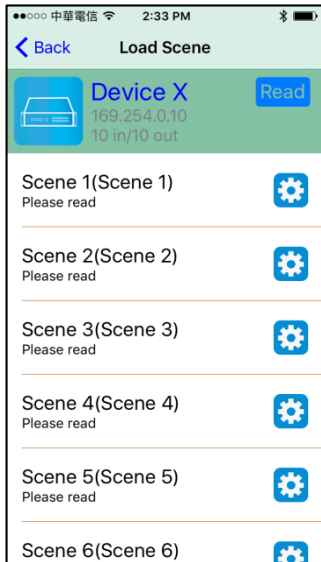 中華電信 2:33 PM
Back Load Scene
Device X Read
169.254.0.10
10 in/10 out
Scene 1(Scene 1)
Please read
Scene 2(Scene 2)
Please read
Scene 3(Scene 3)
Please read
Scene 4(Scene 4)
Please read
Scene 5(Scene 5)
Please read
Scene 6(Scene 6)